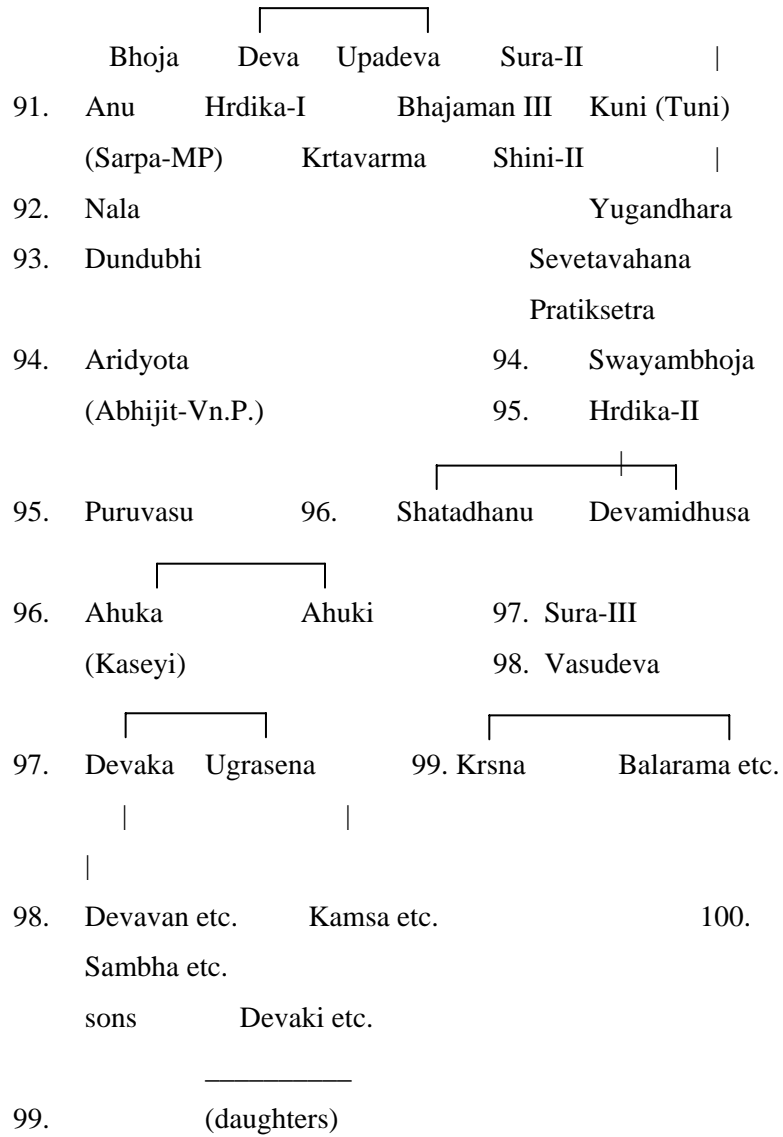 Bhoja Deva Upadeva Sura-II |
91. Anu Hrdika-I Bhajaman III Kuni (Tuni)
(Sarpa-MP) Krtavarma Shini-II |
92. Nala Yugandhara
93. Dundubhi Sevetavahana
Pratiksetra
94. Aridyota 94. Swayambhoja
(Abhijit-Vn.P.) 95. Hrdika-II
|
95. Puruvasu 96. Shatadhanu Devamidhusa
96. Ahuka Ahuki 97. Sura-III
(Kaseyi) 98. Vasudeva
97. Devaka Ugrasena 99. Krsna Balarama etc.
| |
|
98. Devavan etc. Kamsa etc. 100.
Sambha etc.
sons Devaki etc.
__________
99. (daughters)